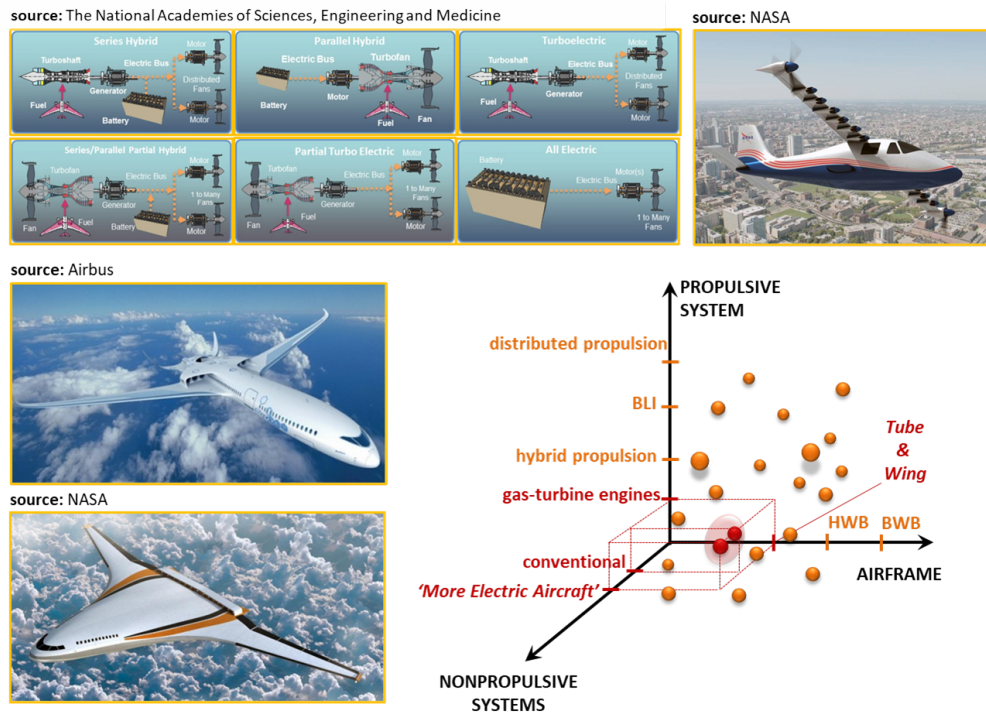 source: The National Academies of Sciences, Engineering and Medicine
source: NASA
Series Hybrid
Turboshaft
Electric Bus
Motor
Distributed
Fans
Generator
Fuel
Battery
Motor
Parallel Hybrid
Turbofan
Electric Bus
Battery
Motor
Fuel
Fan
Turboelectric
Motor
Turboshaft
Electric Bus
Distributed
Fans
Generator
Fuel
Motor
Series/Parallel Partial Hybrid
Motor
Turbofan
Electric Bus
1 to Many
Fans
Generator
Fuel
Fan
Battery
Motor
Partial Turbo Electric
Motor
Turbofan
Electric Bus
1 to Many
Fans
Generator
Fuel
Fan
Motor
All Electric
Battery
Electric Bus
Motor(s)
1 to Many
Fans
source: Airbus
source: NASA
PROPULSIVE
SYSTEM
distributed propulsion
BLI
hybrid propulsion
gas-turbine engines
Tube
&
Wing
HWB
BWB
AIRFRAME
conventional
‘More Electric Aircraft’
NONPROPULSIVE
SYSTEMS